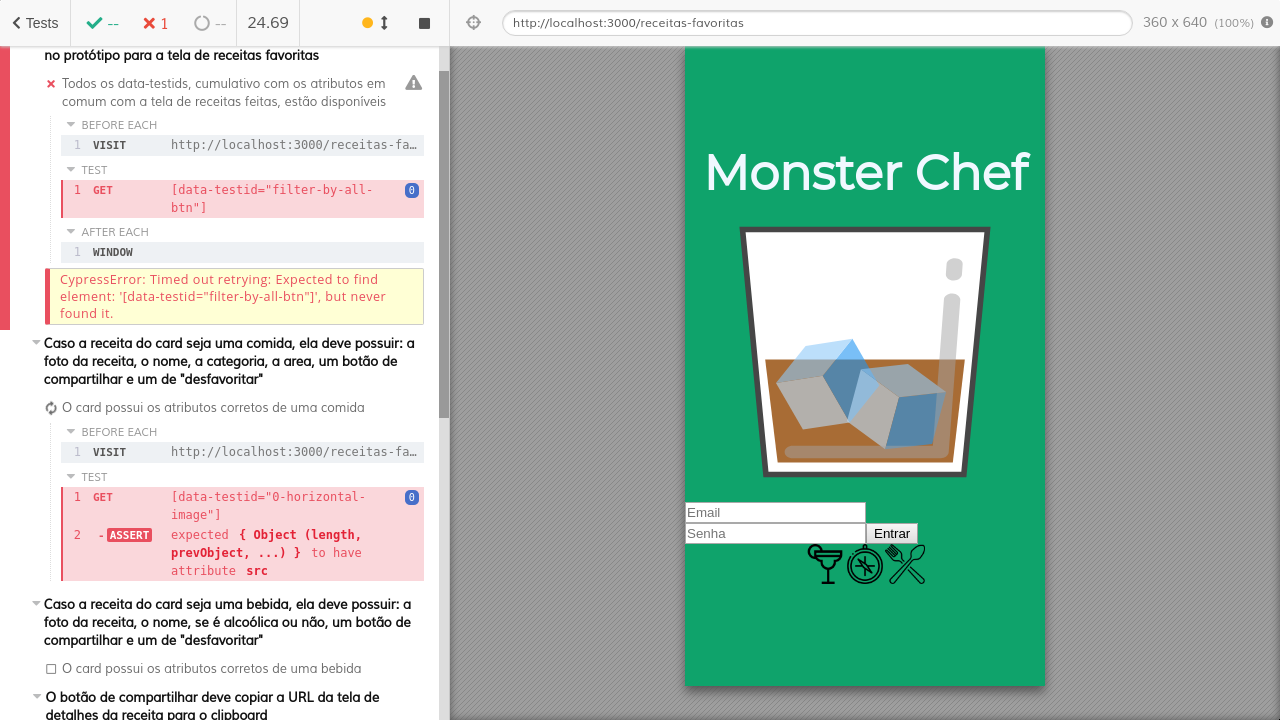 Tests
--
1
--
24.69
http://localhost:3000/receitas-favoritas
360 x 640 (100%)
no protótipo para a tela de receitas favoritas
Todos os data-testids, cumulativo com os atributos em
comum com a tela de receitas feitas, estão disponíveis
BEFORE EACH
1 VISIT http://localhost:3000/receitas-fa…
TEST
1 GET [data-testid="filter-by-all-
btn"]
0
AFTER EACH
1 WINDOW
CypressError: Timed out retrying: Expected to find
element: '[data-testid="filter-by-all-btn"]', but never
found it.
Caso a receita do card seja uma comida, ela deve possuir: a
foto da receita, o nome, a categoria, a area, um botão de
compartilhar e um de "desfavoritar"
O card possui os atributos corretos de uma comida
BEFORE EACH
1 VISIT http://localhost:3000/receitas-fa…
TEST
1 GET [data-testid="0-horizontal-
image"]
0
2 -ASSERT expected { Object (length,
prevObject, ...) } to have
attribute src
Caso a receita do card seja uma bebida, ela deve possuir: a
foto da receita, o nome, se é alcoólica ou não, um botão de
compartilhar e um de "desfavoritar"
O card possui os atributos corretos de uma bebida
O botão de compartilhar deve copiar a URL da tela de
detalhes da receita para o clipboard
Monster Chef
Email
Senha
Entrar